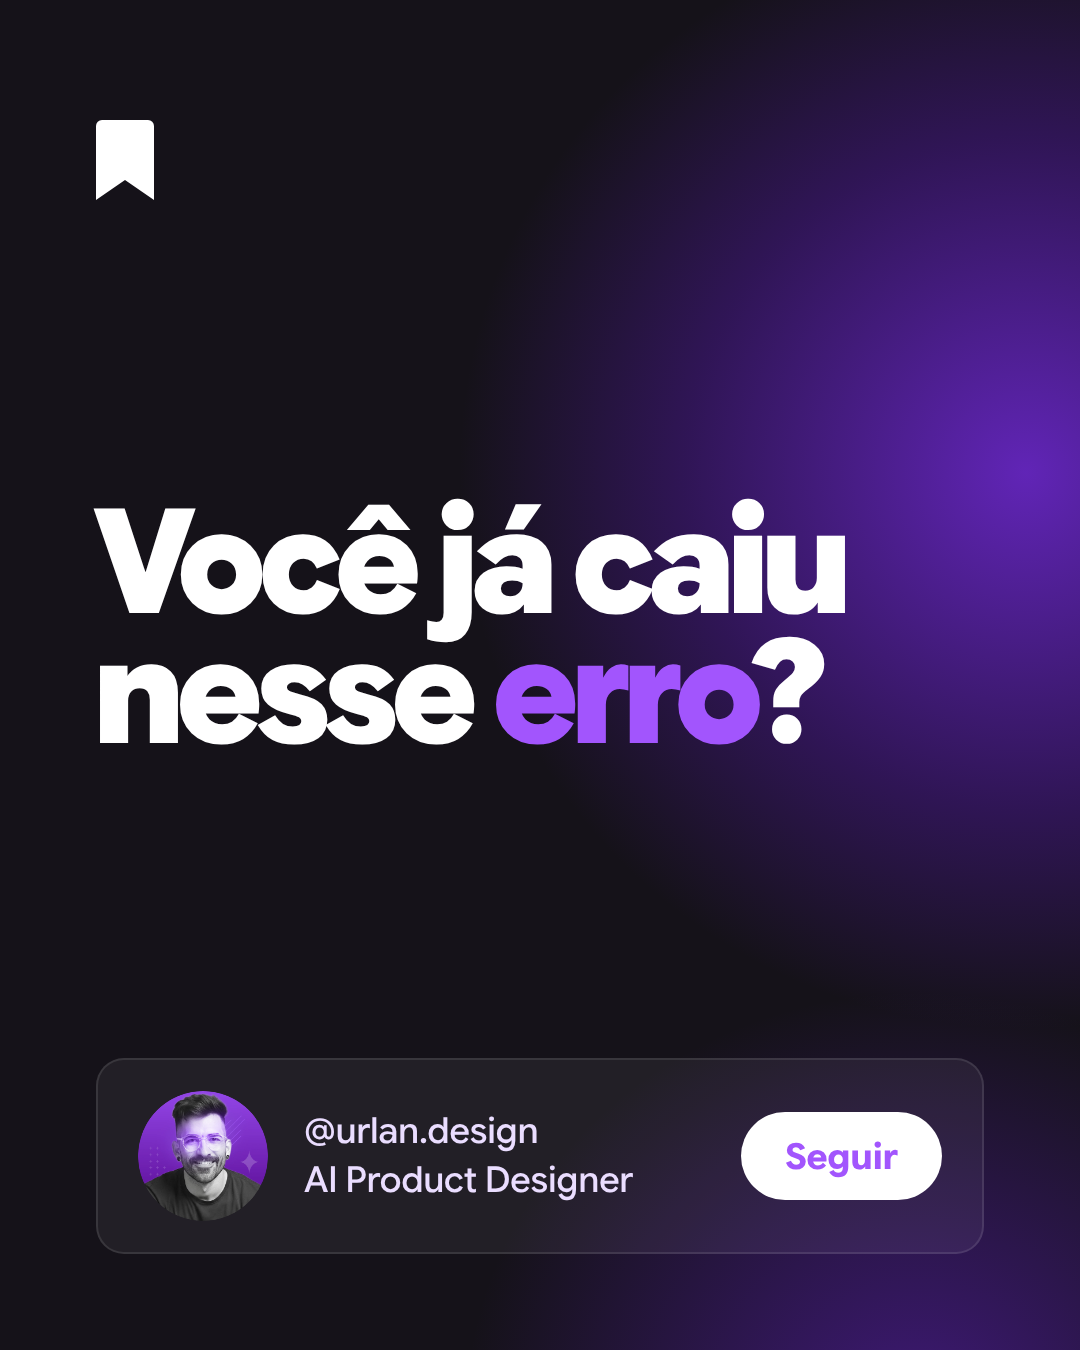 Você já caiu
nesse erro?
@urlan.design
AI Product Designer
Seguir